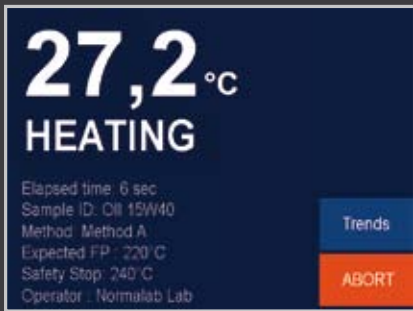 27,2 °C
HEATING
Elapsed time: 6 sec
Sample ID: Oil 15W40
Method: Method A
Expected FP : 220°C
Safety Stop: 240°C
Operator : Normalab Lab
Trends
ABORT